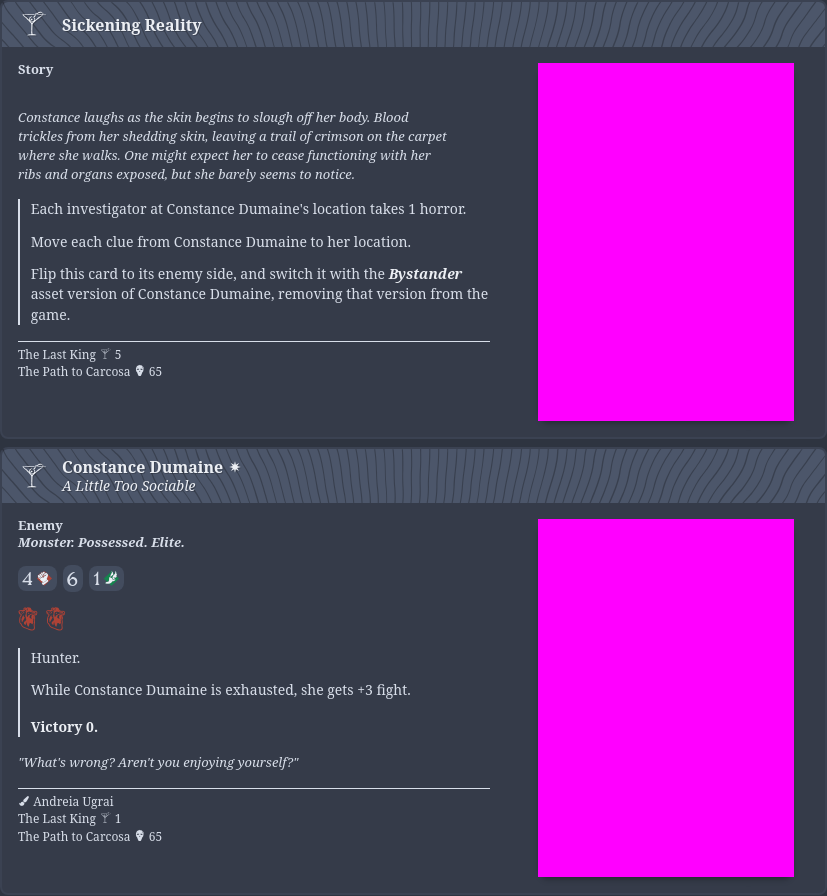 Sickening Reality
Story
Constance laughs as the skin begins to slough off her body. Blood
trickles from her shedding skin, leaving a trail of crimson on the carpet
where she walks. One might expect her to cease functioning with her
ribs and organs exposed, but she barely seems to notice.
Each investigator at Constance Dumaine's location takes 1 horror.
Move each clue from Constance Dumaine to her location.
Flip this card to its enemy side, and switch it with the Bystander
asset version of Constance Dumaine, removing that version from the
game.
The Last King 5
The Path to Carcosa 65
Constance Dumaine
A Little Too Sociable
Enemy
Monster. Possessed. Elite.
4 6 1
Hunter.
While Constance Dumaine is exhausted, she gets +3 fight.
Victory 0.
"What's wrong? Aren't you enjoying yourself?"
Andreia Ugrai
The Last King 1
The Path to Carcosa 65